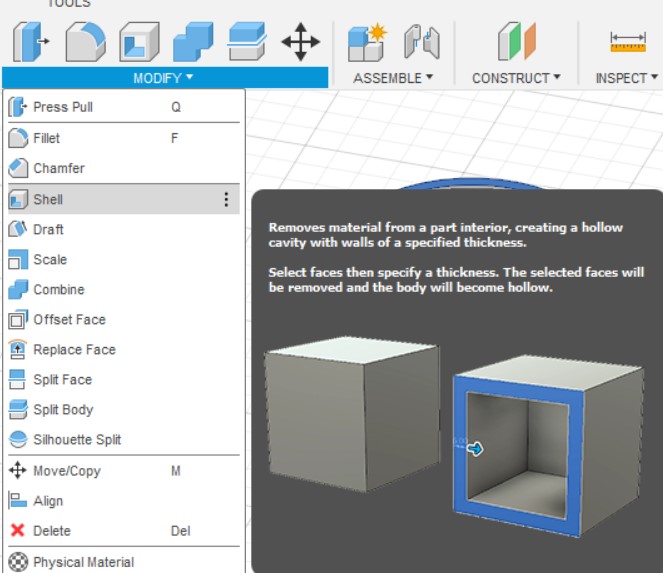 TOOLS
MODIFY ▼
ASSEMBLE ▼
CONSTRUCT ▼
INSPECT ▼
Press Pull Q
Fillet F
Chamfer
Shell
Draft
Scale
Combine
Offset Face
Replace Face
Split Face
Split Body
Silhouette Split
Move/Copy M
Align
Delete Del
Physical Material
Removes material from a part interior, creating a hollow
cavity with walls of a specified thickness.
Select faces then specify a thickness. The selected faces will
be removed and the body will become hollow.